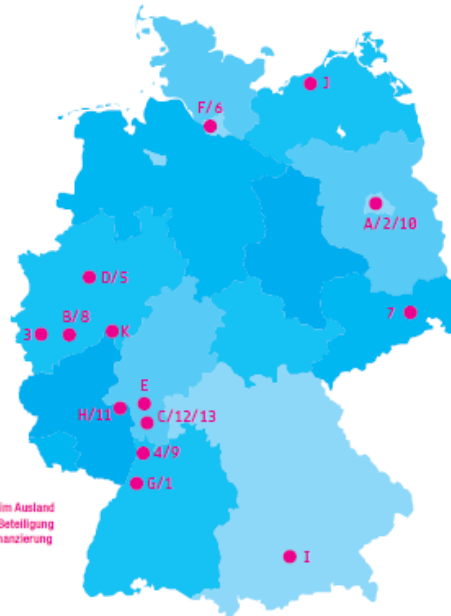 J
F/6
A/2/10
D/5
7
B/8
3
K
E
H/11
C/12/13
4/9
G/1
im Ausland
Beteiligung
nanzierung
I